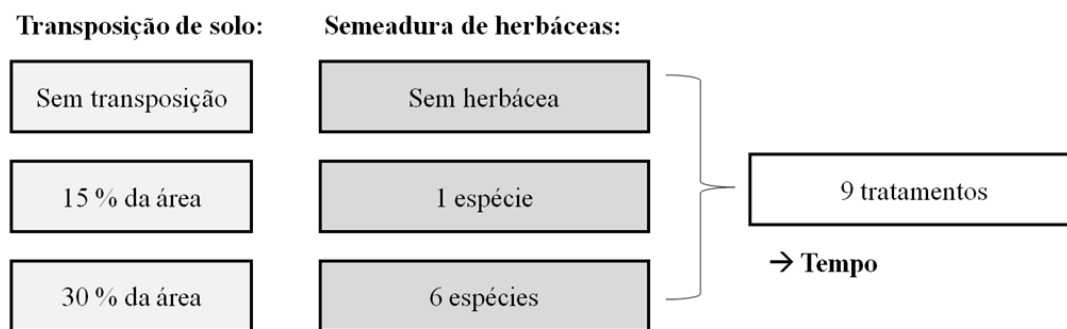 Transposição de solo:
Semeadura de herbáceas:
Sem transposição
Sem herbácea
15 % da área
1 espécie
9 tratamentos
→ Tempo
30 % da área
6 espécies